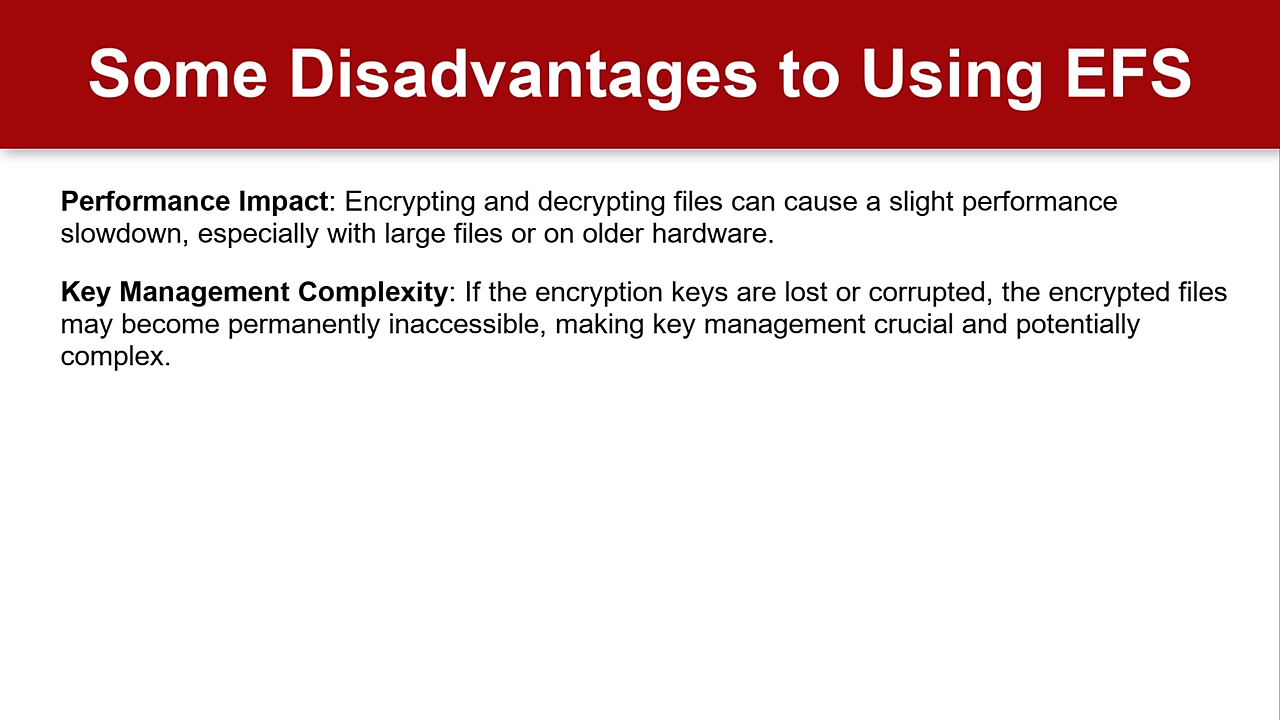 Some Disadvantages to Using EFS
Performance Impact: Encrypting and decrypting files can cause a slight performance
slowdown, especially with large files or on older hardware.
Key Management Complexity: If the encryption keys are lost or corrupted, the encrypted files
may become permanently inaccessible, making key management crucial and potentially
complex.